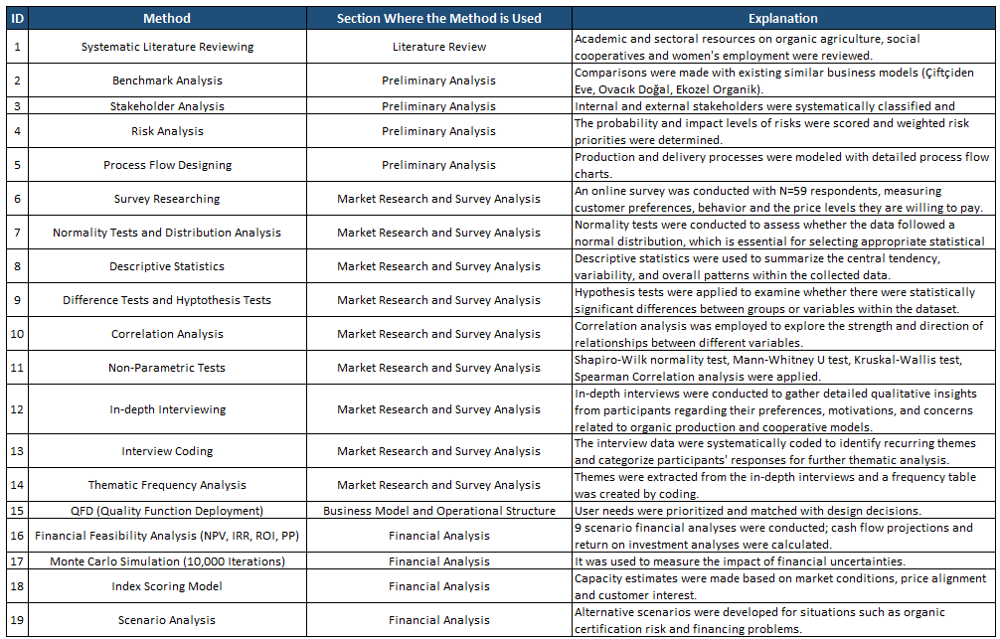 ID Method Section Where the Method is Used Explanation
1 Systematic Literature Reviewing Literature Review Academic and sectoral resources on organic agriculture, social
cooperatives and women's employment were reviewed.
2 Benchmark Analysis Preliminary Analysis Comparisons were made with existing similar business models (Çiftçiden
Eve, Ovacık Doğal, Ekozel Organik).
3 Stakeholder Analysis Preliminary Analysis Internal and external stakeholders were systematically classified and
4 Risk Analysis Preliminary Analysis The probability and impact levels of risks were scored and weighted risk
priorities were determined.
5 Process Flow Designing Preliminary Analysis Production and delivery processes were modeled with detailed process flow
charts.
6 Survey Researching Market Research and Survey Analysis An online survey was conducted with N=59 respondents, measuring
customer preferences, behavior and the price levels they are willing to pay.
7 Normality Tests and Distribution Analysis Market Research and Survey Analysis Normality tests were conducted to assess whether the data followed a
normal distribution, which is essential for selecting appropriate statistical
8 Descriptive Statistics Market Research and Survey Analysis Descriptive statistics were used to summarize the central tendency,
variability, and overall patterns within the collected data.
9 Difference Tests and Hyptothesis Tests Market Research and Survey Analysis Hypothesis tests were applied to examine whether there were statistically
significant differences between groups or variables within the dataset.
10 Correlation Analysis Market Research and Survey Analysis Correlation analysis was employed to explore the strength and direction of
relationships between different variables.
11 Non-Parametric Tests Market Research and Survey Analysis Shapiro-Wilk normality test, Mann-Whitney U test, Kruskal-Wallis test,
Spearman Correlation analysis were applied.
12 In-depth Interviewing Market Research and Survey Analysis In-depth interviews were conducted to gather detailed qualitative insights
from participants regarding their preferences, motivations, and concerns
related to organic production and cooperative models.
13 Interview Coding Market Research and Survey Analysis The interview data were systematically coded to identify recurring themes
and categorize participants' responses for further thematic analysis.
14 Thematic Frequency Analysis Market Research and Survey Analysis Themes were extracted from the in-depth interviews and a frequency table
was created by coding.
15 QFD (Quality Function Deployment) Business Model and Operational Structure User needs were prioritized and matched with design decisions.
16 Financial Feasibility Analysis (NPV, IRR, ROI, PP) Financial Analysis 9 scenario financial analyses were conducted; cash flow projections and
return on investment analyses were calculated.
17 Monte Carlo Simulation (10,000 Iterations) Financial Analysis It was used to measure the impact of financial uncertainties.
18 Index Scoring Model Financial Analysis Capacity estimates were made based on market conditions, price alignment
and customer interest.
19 Scenario Analysis Financial Analysis Alternative scenarios were developed for situations such as organic
certification risk and financing problems.